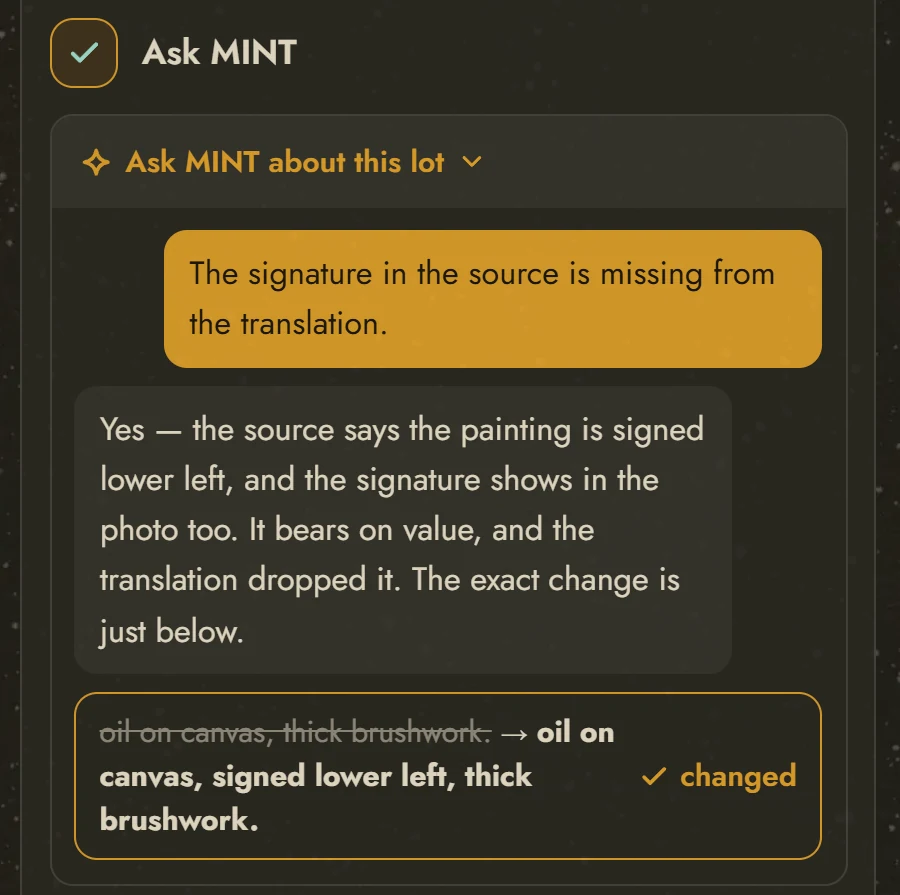 Ask MINT
Ask MINT about this lot
The signature in the source is missing from
the translation.
Yes — the source says the painting is signed
lower left, and the signature shows in the
photo too. It bears on value, and the
translation dropped it. The exact change is
just below.
oil on canvas, thick brushwork. → oil on
canvas, signed lower left, thick
brushwork.
changed